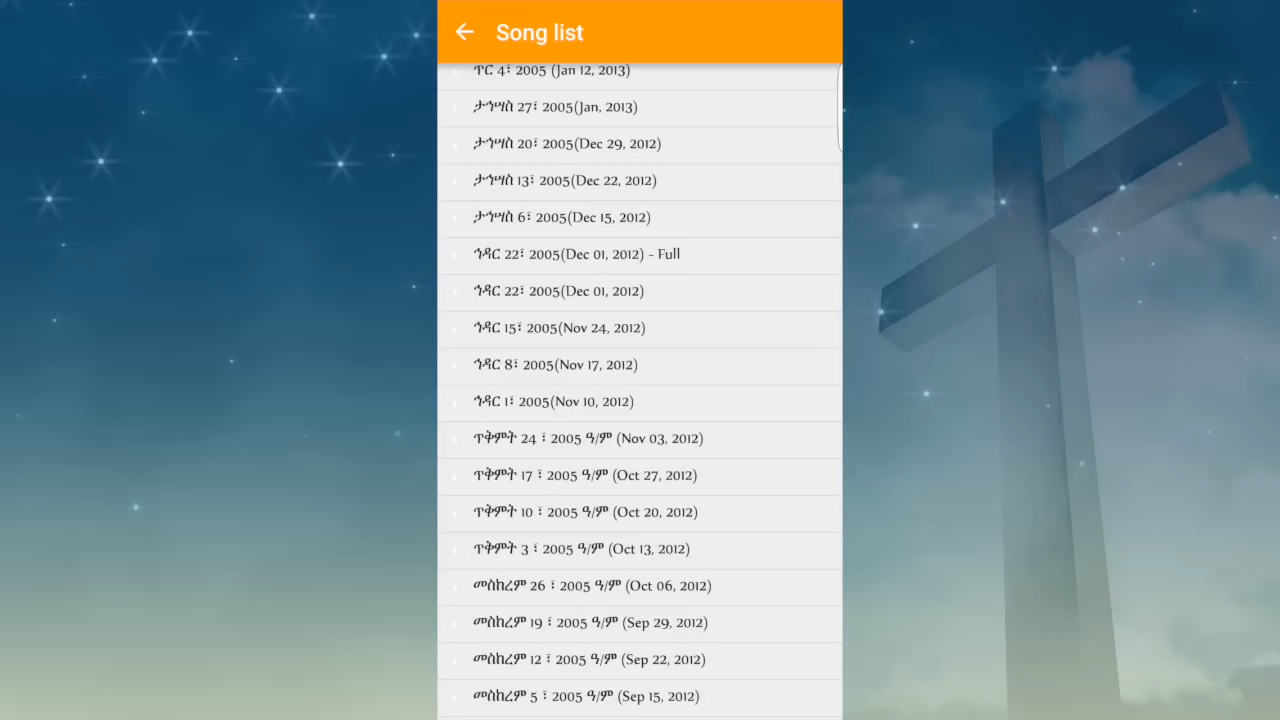 Song list
ጥር 4፣ 2005 (Jan 12, 2013)
ታኅሣስ 27፣ 2005(Jan, 2013)
ታኅሣስ 20፣ 2005(Dec 29, 2012)
ታኅሣስ 13፣ 2005(Dec 22, 2012)
ታኅሣስ 6፣ 2005(Dec 15, 2012)
ኅዳር 22፣ 2005(Dec 01, 2012) - Full
ኅዳር 22፣ 2005(Dec 01, 2012)
ኅዳር 15፣ 2005(Nov 24, 2012)
ኅዳር 8፣ 2005(Nov 17, 2012)
ኅዳር 1፣ 2005(Nov 10, 2012)
ጥቅምት 24 ፣ 2005 ዓ/ም (Nov 03, 2012)
ጥቅምት 17 ፣ 2005 ዓ/ም (Oct 27, 2012)
ጥቅምት 10 ፣ 2005 ዓ/ም (Oct 20, 2012)
ጥቅምት 3 ፣ 2005 ዓ/ም (Oct 13, 2012)
መስከረም 26 ፣ 2005 ዓ/ም (Oct 06, 2012)
መስከረም 19 ፣ 2005 ዓ/ም (Sep 29, 2012)
መስከረም 12 ፣ 2005 ዓ/ም (Sep 22, 2012)
መስከረም 5 ፣ 2005 ዓ/ም (Sep 15, 2012)